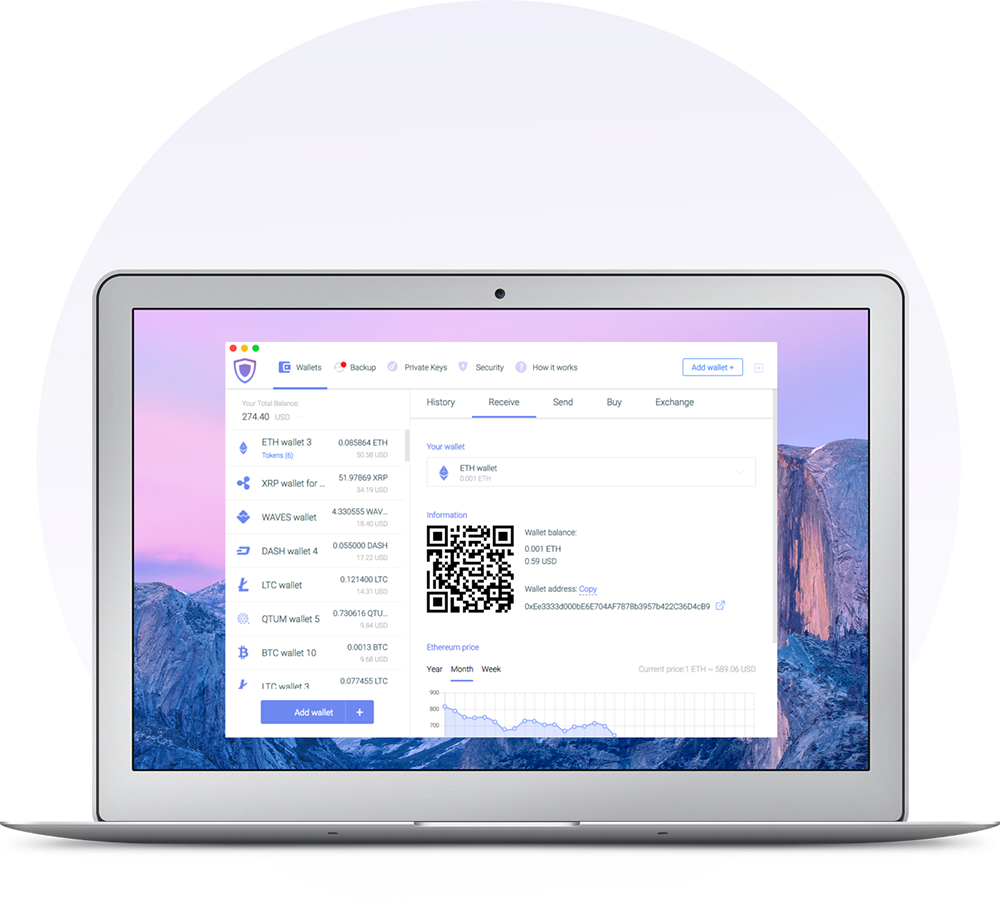 Wallets Backup Private Keys Security How it works Add wallet +
Your Total Balance:
274.40 USD
ETH wallet 3 0.085864 ETH
Tokens (6) 50.58 USD
XRP wallet for ... 51.97869 XRP
34.19 USD
WAVES wallet 4.330555 WAV...
18.40 USD
DASH wallet 4 0.055000 DASH
17.22 USD
LTC wallet 0.121400 LTC
14.31 USD
QTUM wallet 5 0.730616 QTU...
9.84 USD
BTC wallet 10 0.0013 BTC
9.68 USD
LTC wallet 3 0.077455 LTC
Add wallet +
History Receive Send Buy Exchange
Your wallet
ETH wallet
0.001 ETH
Information
Wallet balance:
0.001 ETH
0.59 USD
Wallet address: Copy
0xEe3333d000bE6E704AF7878b3957b422C36D4cB9
Ethereum price
Year Month Week Current price:1 ETH ~ 589.06 USD
900
800
700